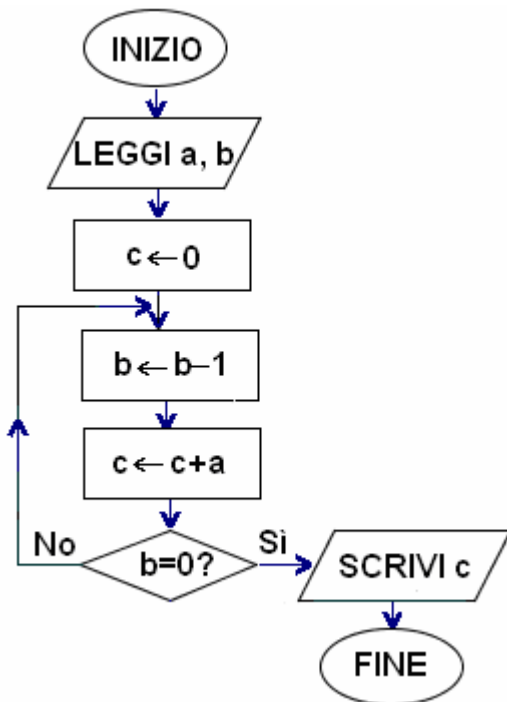 INIZIO
LEGGI a, b
c ← 0
b ← b–1
c ← c+a
No
b=0?
Sì
SCRIVI c
FINE